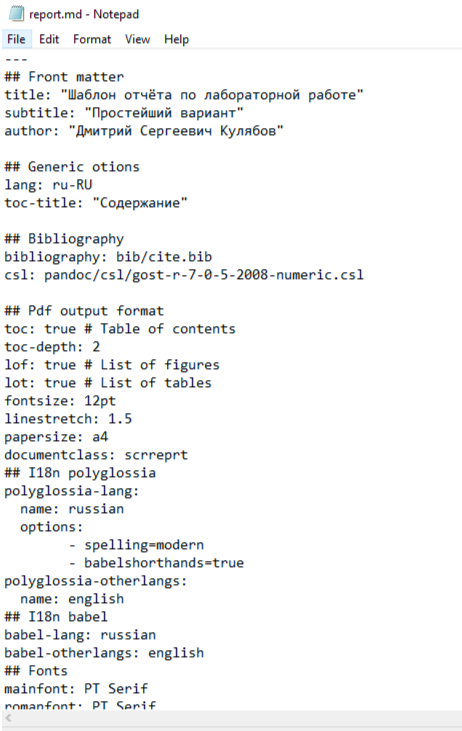 report.md - Notepad
File Edit Format View Help
---
## Front matter
title: "Шаблон отчёта по лабораторной работе"
subtitle: "Простейший вариант"
author: "Дмитрий Сергеевич Кулябов"

## Generic otions
lang: ru-RU
toc-title: "Содержание"

## Bibliography
bibliography: bib/cite.bib
csl: pandoc/csl/gost-r-7-0-5-2008-numeric.csl

## Pdf output format
toc: true # Table of contents
toc-depth: 2
lof: true # List of figures
lot: true # List of tables
fontsize: 12pt
linestretch: 1.5
papersize: a4
documentclass: scrreprt
## I18n polyglossia
polyglossia-lang:
  name: russian
  options:
        - spelling=modern
        - babelshorthands=true
polyglossia-otherlangs:
  name: english
## I18n babel
babel-lang: russian
babel-otherlangs: english
## Fonts
mainfont: PT Serif
romanfont: PT Serif